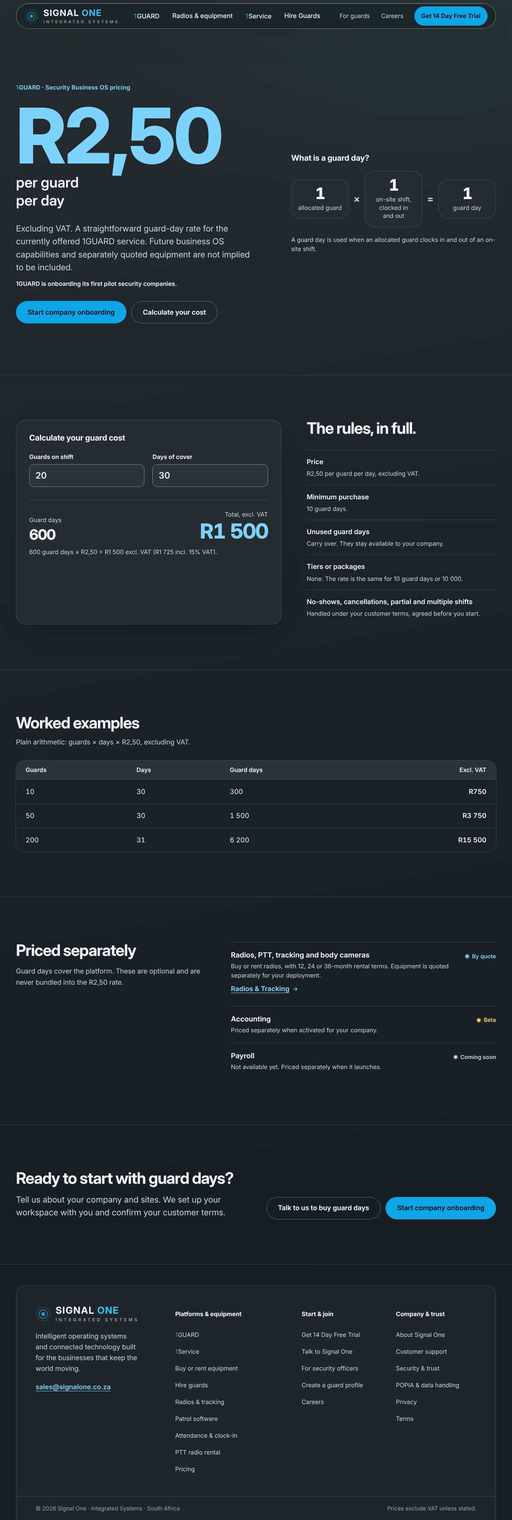 SIGNAL ONE
INTEGRATED SYSTEMS
1GUARD
Radios & equipment
1Service
Hire Guards
For guards
Careers
Get 14 Day Free Trial
1GUARD · Security Business OS pricing
R2,50
per guard
per day
Excluding VAT. A straightforward guard-day rate for the
currently offered 1GUARD service. Future business OS
capabilities and separately quoted equipment are not implied
to be included.
1GUARD is onboarding its first pilot security companies.
Start company onboarding
Calculate your cost
What is a guard day?
1
allocated guard
×
1
on-site shift,
clocked in
and out
=
1
guard day
A guard day is used when an allocated guard clocks in and out of an on-
site shift.
Calculate your guard cost
Guards on shift
Days of cover
20
30
Guard days
600
Total, excl. VAT
R1 500
600 guard days × R2,50 = R1 500 excl. VAT (R1 725 incl. 15% VAT).
The rules, in full.
Price
R2,50 per guard per day, excluding VAT.
Minimum purchase
10 guard days.
Unused guard days
Carry over. They stay available to your company.
Tiers or packages
None. The rate is the same for 10 guard days or 10 000.
No-shows, cancellations, partial and multiple shifts
Handled under your customer terms, agreed before you start.
Worked examples
Plain arithmetic: guards × days × R2,50, excluding VAT.
Guards Days Guard days Excl. VAT
10 30 300 R750
50 30 1 500 R3 750
200 31 6 200 R15 500
Priced separately
Guard days cover the platform. These are optional and are
never bundled into the R2,50 rate.
Radios, PTT, tracking and body cameras
By quote
Buy or rent radios, with 12, 24 or 36-month rental terms. Equipment is quoted
separately for your deployment.
Radios & Tracking →
Accounting
Beta
Priced separately when activated for your company.
Payroll
Coming soon
Not available yet. Priced separately when it launches.
Ready to start with guard days?
Tell us about your company and sites. We set up your
workspace with you and confirm your customer terms.
Talk to us to buy guard days
Start company onboarding
SIGNAL ONE
INTEGRATED SYSTEMS
Intelligent operating systems
and connected technology built
for the businesses that keep the
world moving.
sales@signalone.co.za
Platforms & equipment
1GUARD
1Service
Buy or rent equipment
Hire guards
Radios & tracking
Patrol software
Attendance & clock-in
PTT radio rental
Pricing
Start & join
Get 14 Day Free Trial
Talk to Signal One
For security officers
Create a guard profile
Careers
Company & trust
About Signal One
Customer support
Security & trust
POPIA & data handling
Privacy
Terms
© 2026 Signal One · Integrated Systems · South Africa
Prices exclude VAT unless stated.